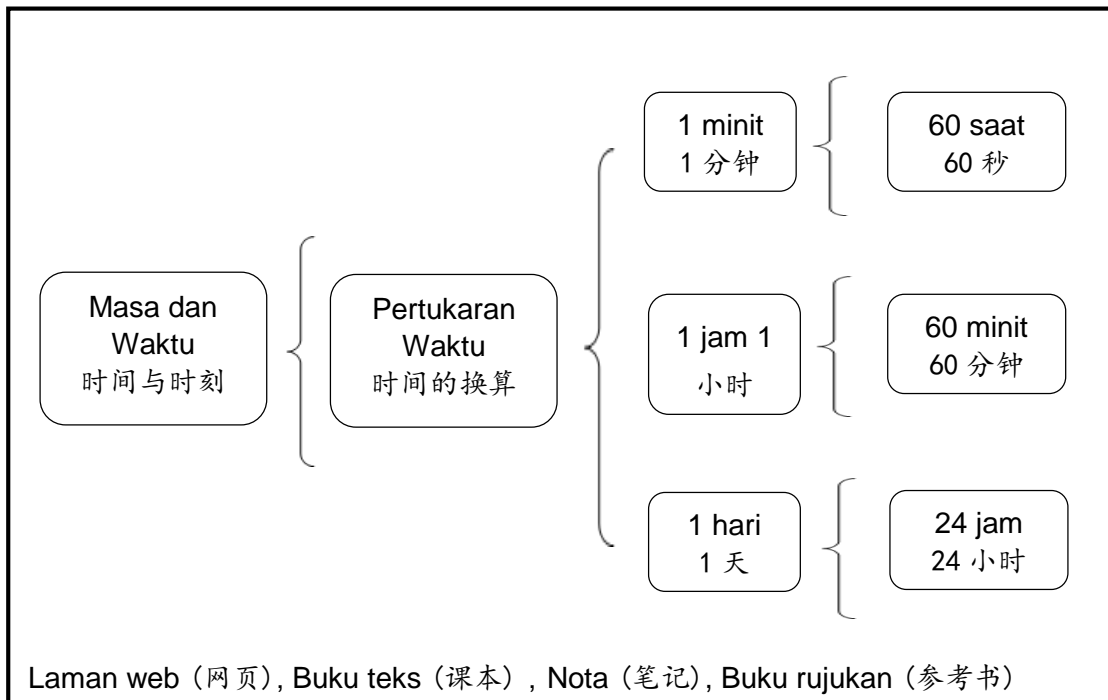 Masa dan
Waktu
时间与时刻
Pertukaran
Waktu
时间的换算
1 minit
1 分钟
60 saat
60 秒
1 jam 1
小时
60 minit
60 分钟
1 hari
1 天
24 jam
24 小时
Laman web (网页), Buku teks (课本) , Nota (笔记), Buku rujukan (参考书)